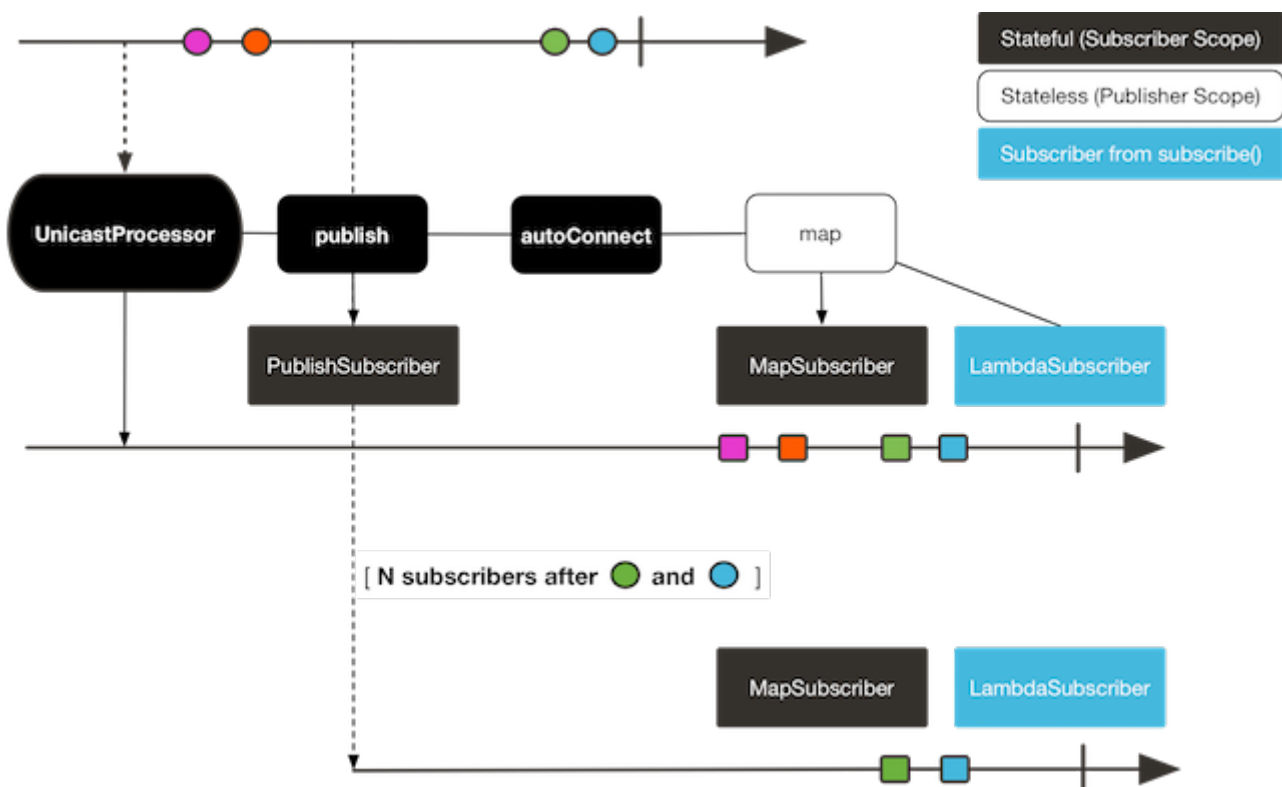 Stateful (Subscriber Scope)
Stateless (Publisher Scope)
Subscriber from subscribe()
UnicastProcessor
publish
autoConnect
map
PublishSubscriber
MapSubscriber
LambdaSubscriber
[ N subscribers after and ]
MapSubscriber
LambdaSubscriber